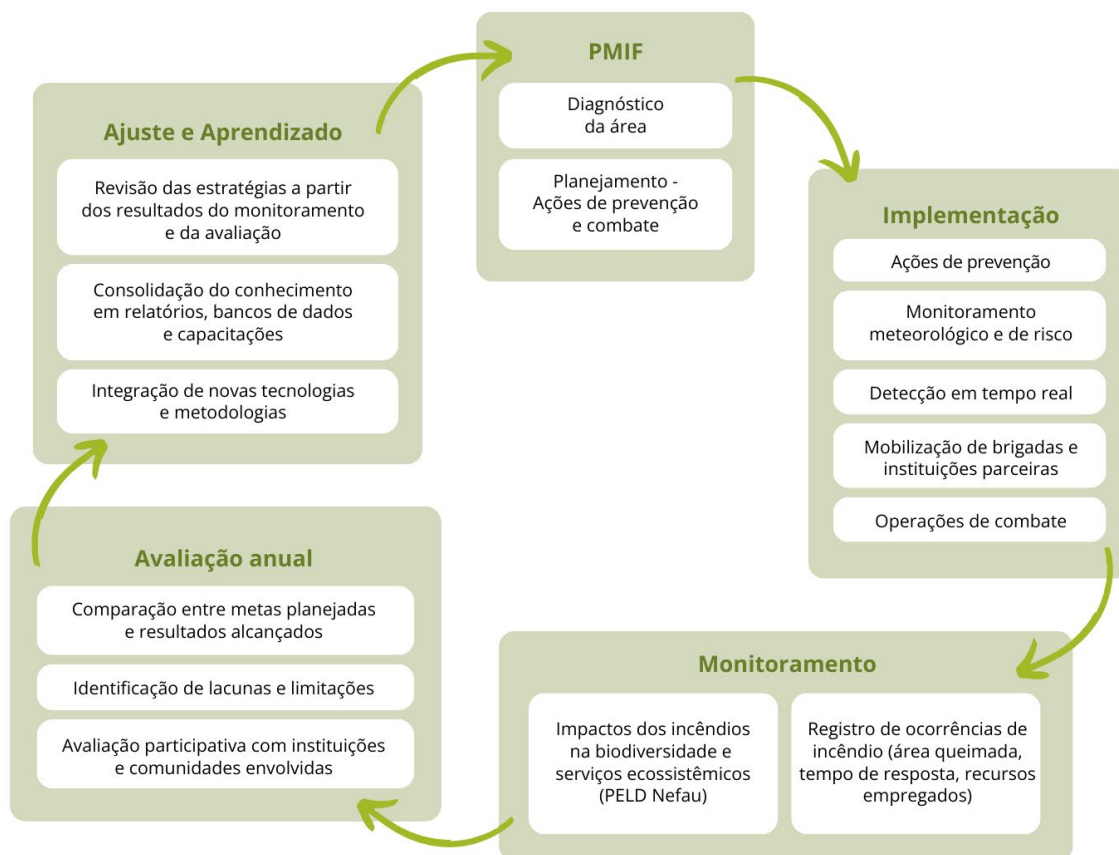 PMIF
Diagnóstico
da área
Planejamento -
Ações de prevenção
e combate
Implementação
Ações de prevenção
Monitoramento
meteorológico e de risco
Detecção em tempo real
Mobilização de brigadas e
instituições parceiras
Operações de combate
Monitoramento
Impactos dos incêndios
na biodiversidade e
serviços ecossistêmicos
(PELD Nefau)
Registro de ocorrências de
incêndio (área queimada,
tempo de resposta, recursos
empregados)
Avaliação anual
Comparação entre metas planejadas
e resultados alcançados
Identificação de lacunas e limitações
Avaliação participativa com instituições
e comunidades envolvidas
Ajuste e Aprendizado
Revisão das estratégias a partir
dos resultados do monitoramento
e da avaliação
Consolidação do conhecimento
em relatórios, bancos de dados
e capacitações
Integração de novas tecnologias
e metodologias